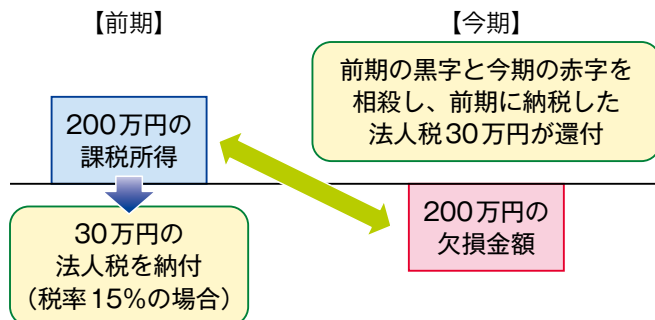 【前期】
200万円の
課税所得
30万円の
法人税を納付
（税率15%の場合）
【今期】
前期の黒字と今期の赤字を
相殺し、前期に納税した
法人税30万円が還付
200万円の
欠損金額